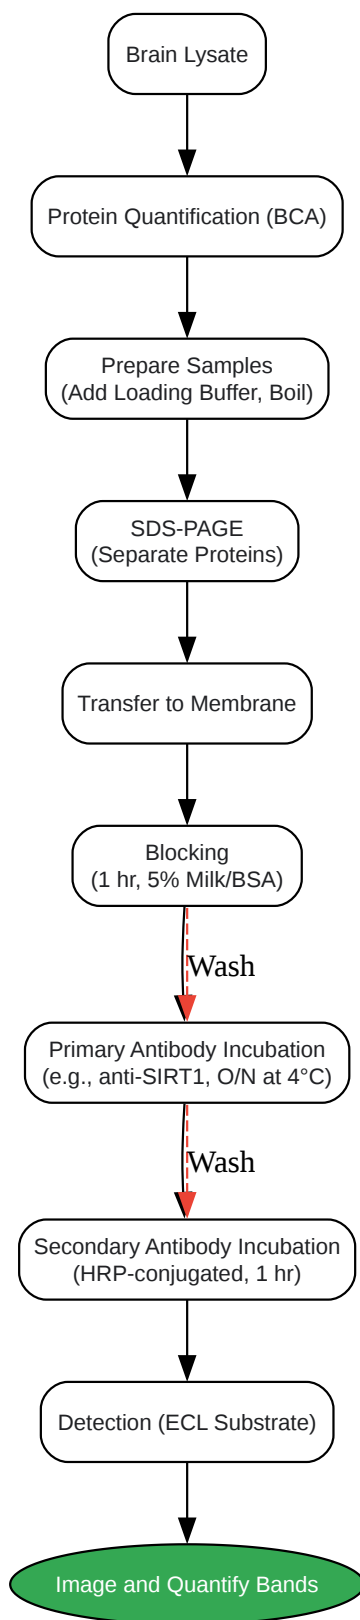 Brain Lysate
Protein Quantification (BCA)
Prepare Samples
(Add Loading Buffer, Boil)
SDS-PAGE
(Separate Proteins)
Transfer to Membrane
Blocking
(1 hr, 5% Milk/BSA)
Wash
Primary Antibody Incubation
(e.g., anti-SIRT1, O/N at 4°C)
Wash
Secondary Antibody Incubation
(HRP-conjugated, 1 hr)
Detection (ECL Substrate)
Image and Quantify Bands